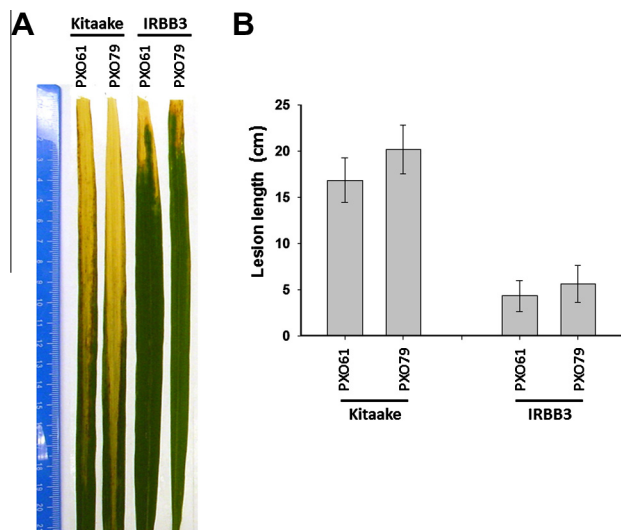 A
Kitaake IRBB3
PXO61 PXO79 PXO61 PXO79
B
Lesion length (cm)
25
20
15
10
5
0
PXO61 PXO79 PXO61 PXO79
Kitaake IRBB3